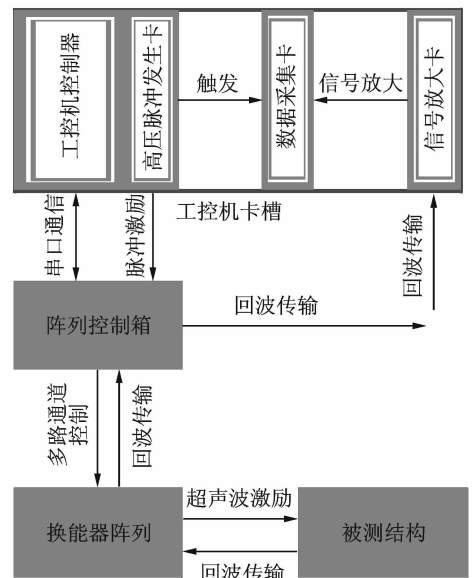 工控机控制器
高压脉冲发生卡
触发
数据采集卡
信号放大
信号放大卡
工控机卡槽
串口通信
脉冲激励
回波传输
阵列控制箱
回波传输
多路通道
控制
回波传输
换能器阵列
超声波激励
被测结构
回波传输